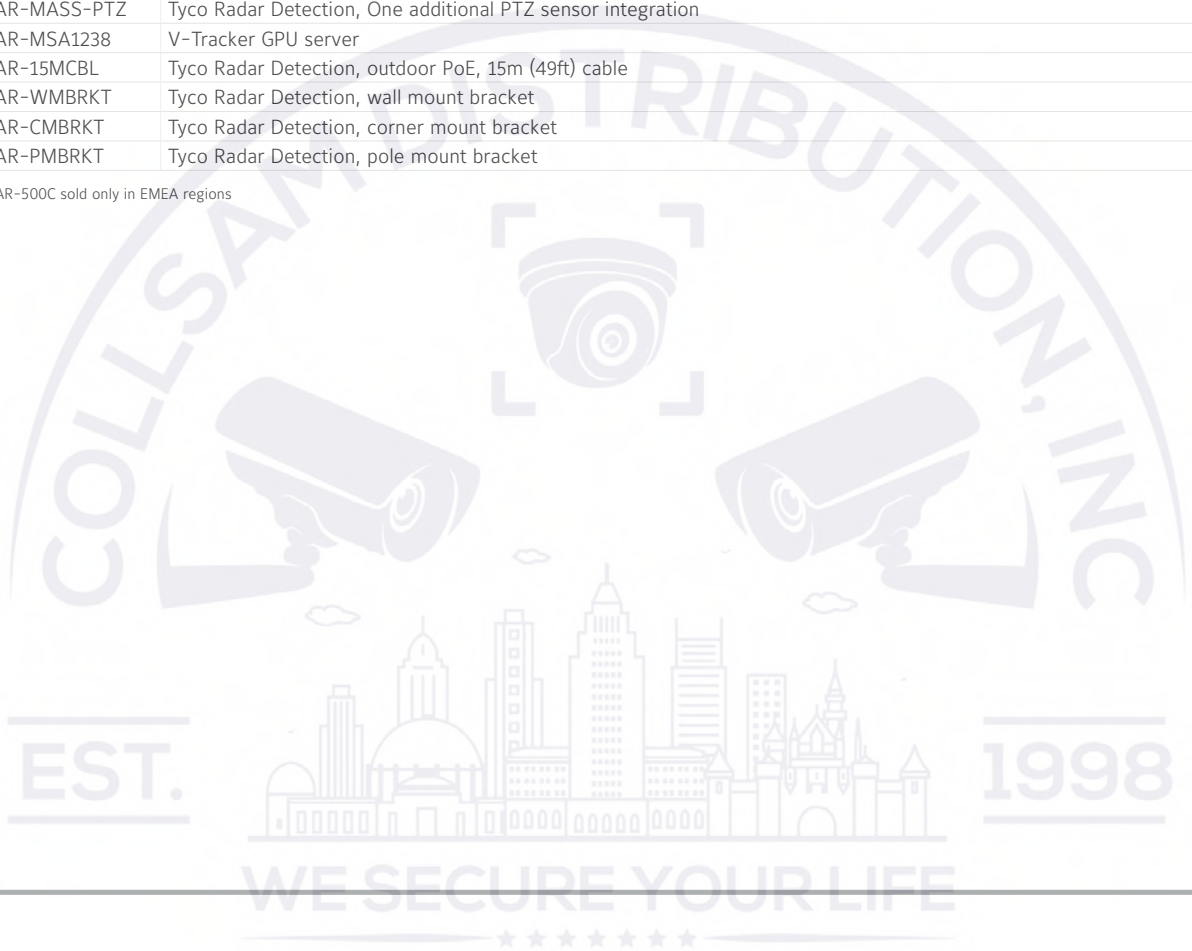 AR-MASS-PTZ Tyco Radar Detection, One additional PTZ sensor integration
AR-MSA1238 V-Tracker GPU server
AR-15MCBL Tyco Radar Detection, outdoor PoE, 15m (49ft) cable
AR-WMBRKT Tyco Radar Detection, wall mount bracket
AR-CMBRKT Tyco Radar Detection, corner mount bracket
AR-PMBRKT Tyco Radar Detection, pole mount bracket
AR-500C sold only in EMEA regions
COLLSAM DISTRIBUTION, INC
EST. 1998
WE SECURE YOUR LIFE